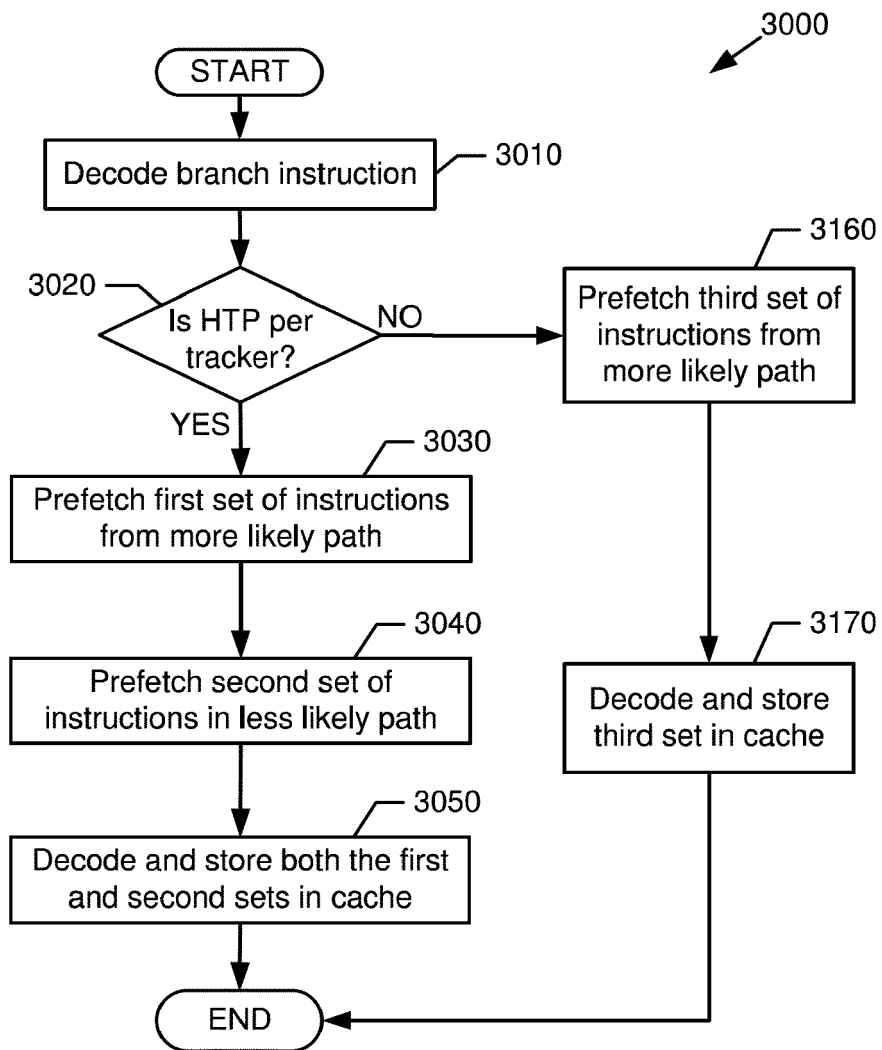 3000
START
Decode branch instruction
3010
3020
Is HTP per
tracker?
NO
YES
3160
Prefetch third set of
instructions from
more likely path
3030
Prefetch first set of instructions
from more likely path
3040
Prefetch second set of
instructions in less likely path
3170
Decode and store
third set in cache
3050
Decode and store both the first
and second sets in cache
END